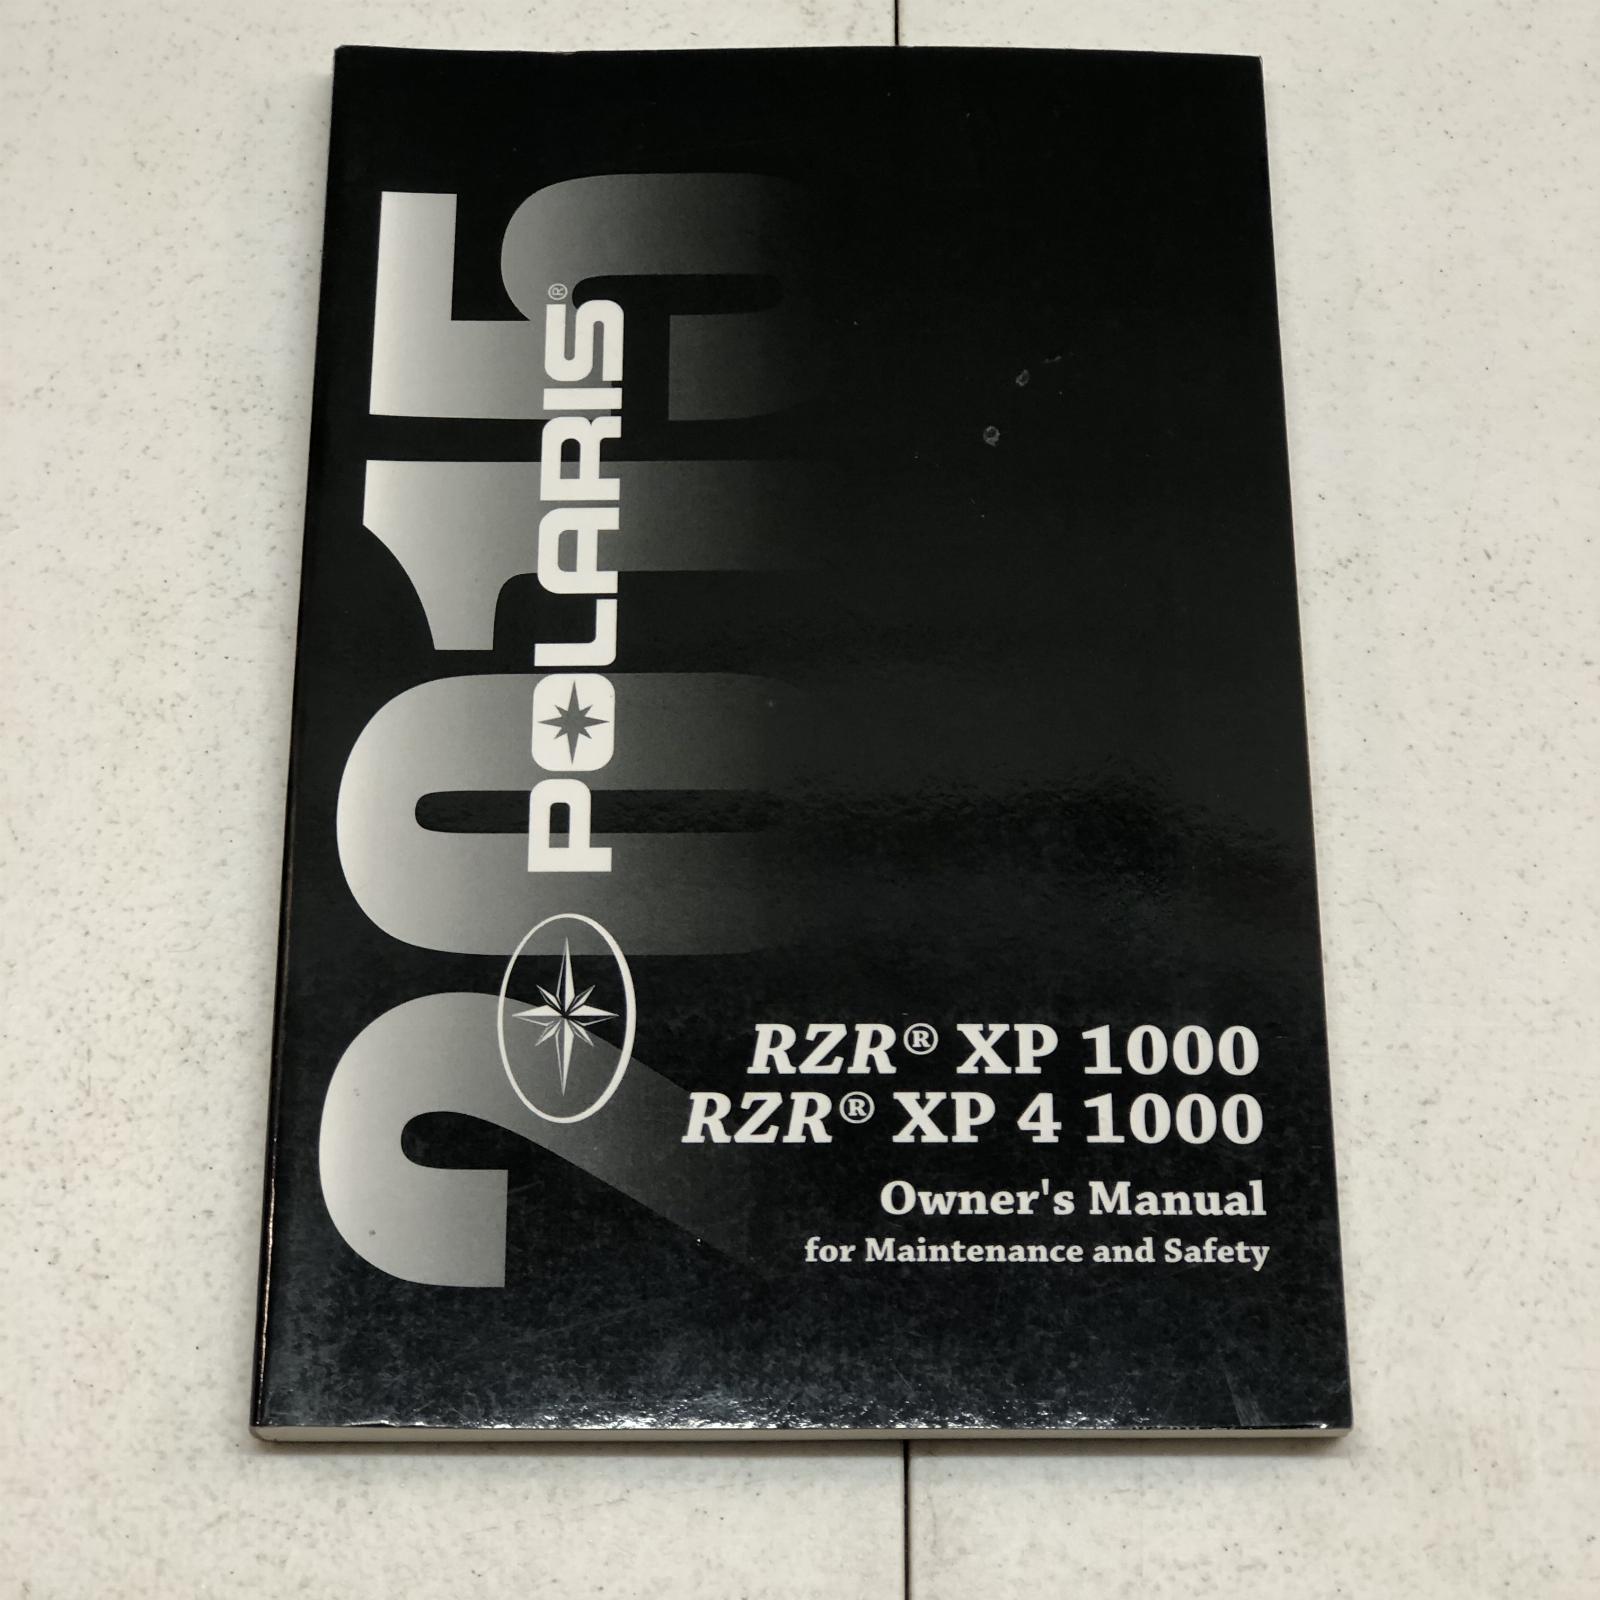 2015
POLARIS®
RZR® XP 1000
RZR® XP 4 1000
Owner's Manual
for Maintenance and Safety